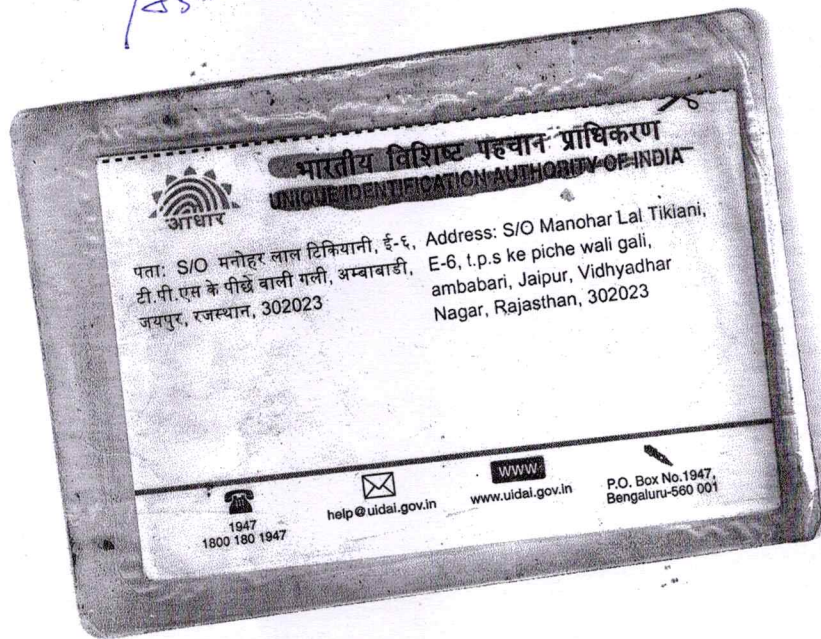 भारतीय विशिष्ट पहचान प्राधिकरण
UNIQUE IDENTIFICATION AUTHORITY OF INDIA
आधार
पता: S/O मनोहर लाल टिकियानी, ई-६,
टी.पी.एस के पीछे वाली गली, अम्बाबाडी,
जयपुर, रजस्थान, 302023
Address: S/O Manohar Lal Tikiani,
E-6, t.p.s ke piche wali gali,
ambabari, Jaipur, Vidhyadhar
Nagar, Rajasthan, 302023
1947
1800 180 1947
help@uidai.gov.in
www
www.uidai.gov.in
P.O. Box No.1947,
Bengaluru-560 001